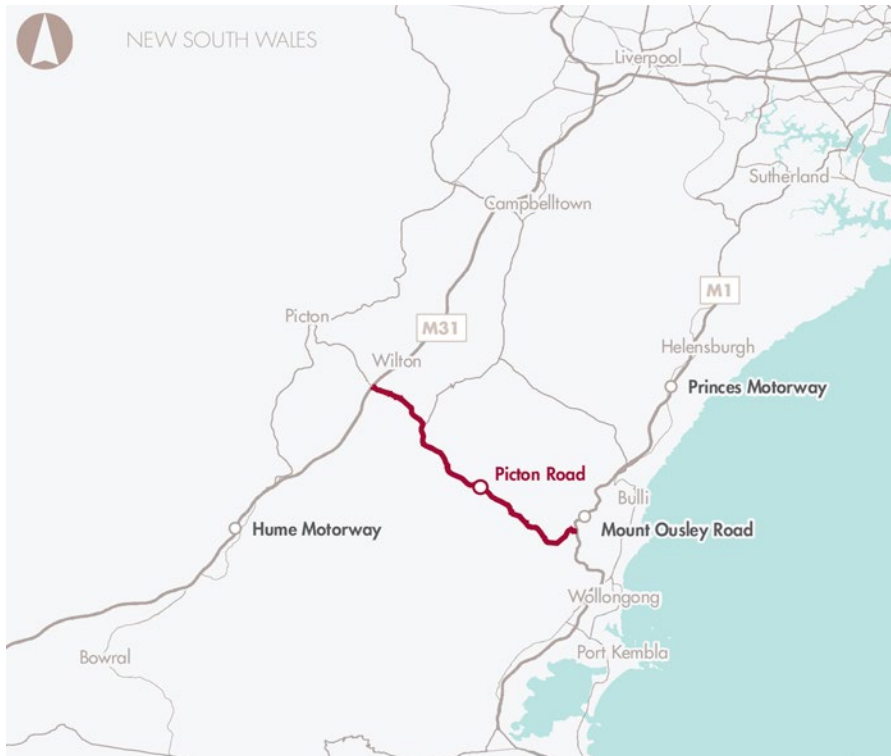 NEW SOUTH WALES
Liverpool
Sutherland
Campbelltown
M1
Picton
M31
Helensburgh
Wilton
Princes Motorway
Picton Road
Bulli
Hume Motorway
Mount Ousley Road
Wollongong
Port Kembla
Bowral